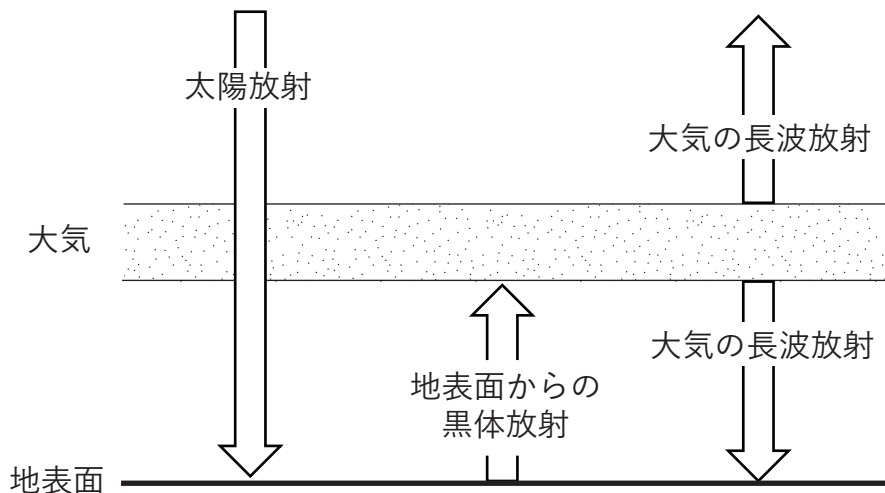 太陽放射
大気の長波放射
大気
大気の長波放射
地表面からの
黒体放射
地表面